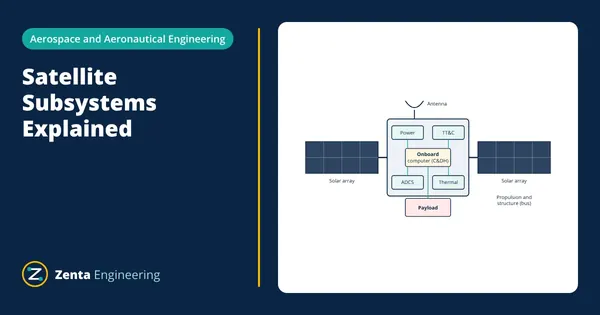 Aerospace and Aeronautical Engineering
Satellite
Subsystems
Explained
Zenta Engineering
Antenna
Power
TT&C
Onboard
computer (C&DH)
ADCS
Thermal
Solar array
Solar array
Payload
Propulsion and
structure (bus)